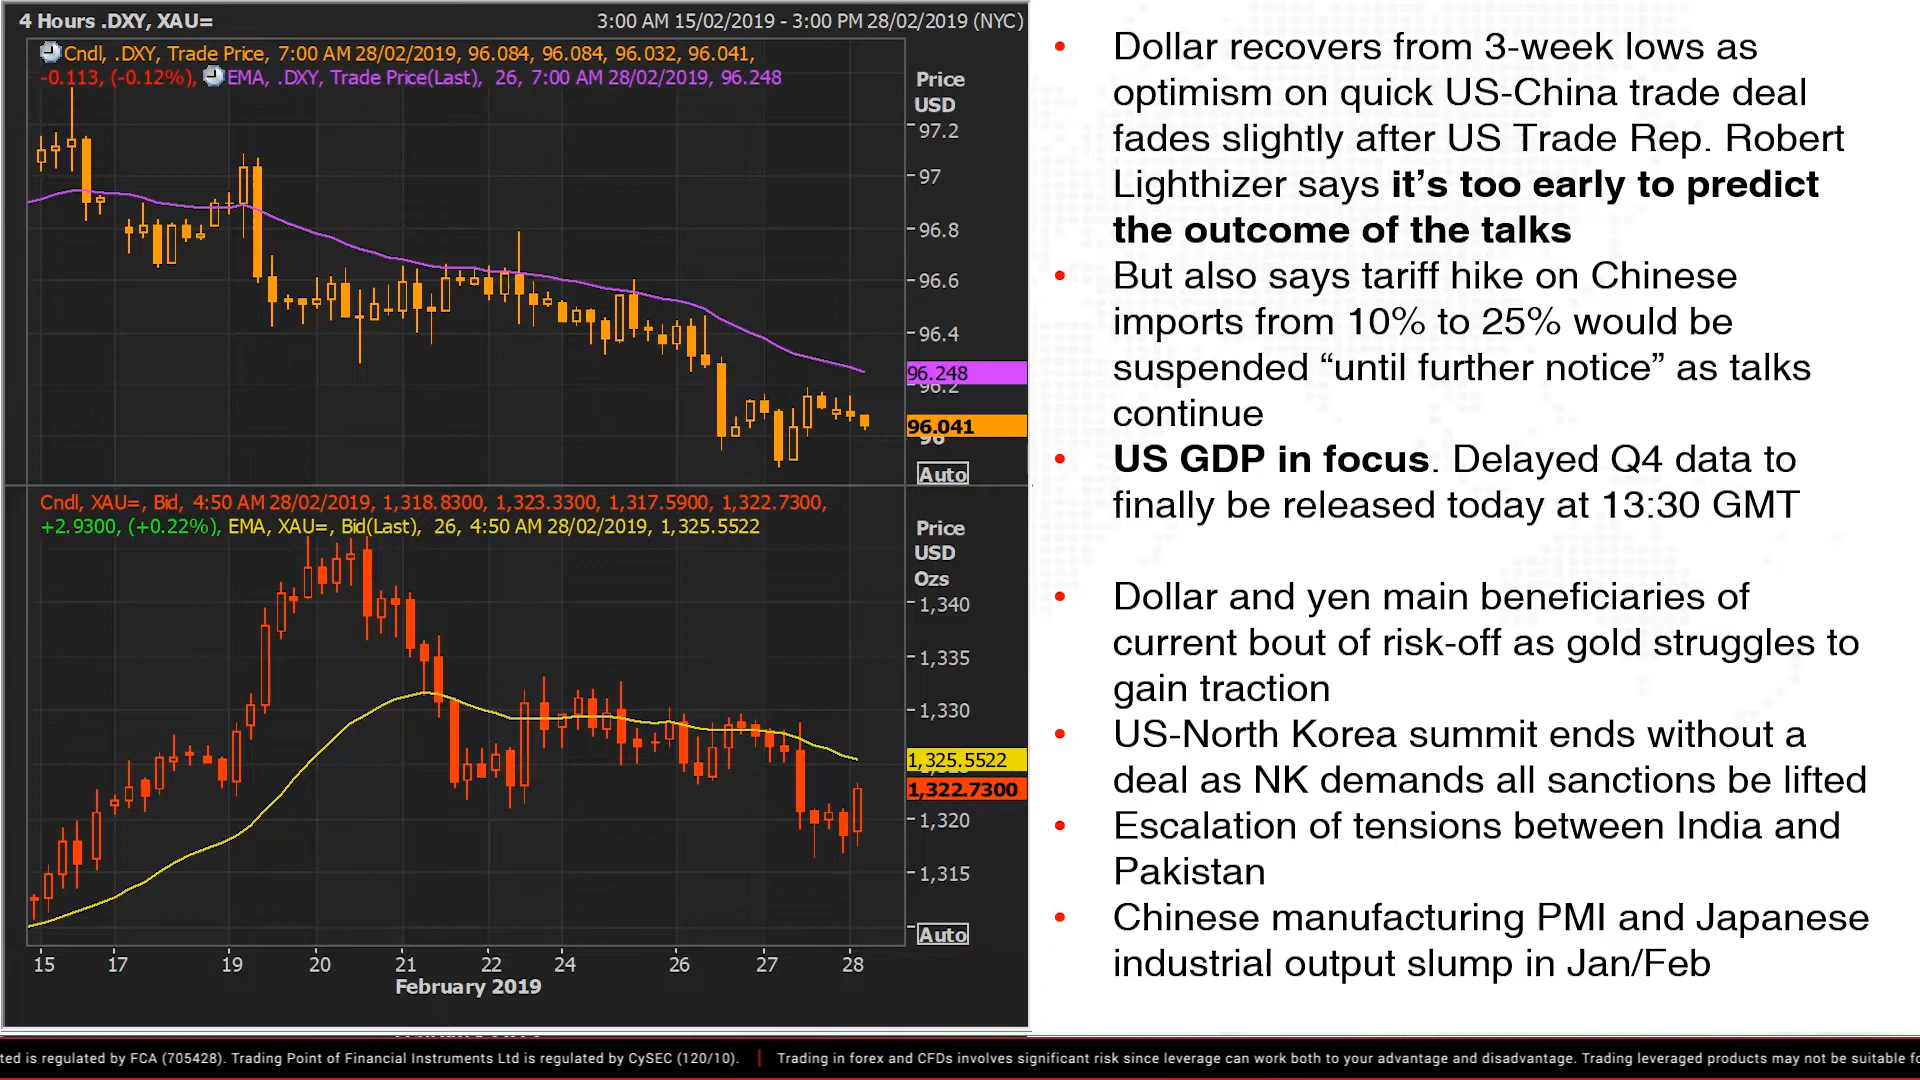 4 Hours .DXY, XAU=
3:00 AM 15/02/2019 - 3:00 PM 28/02/2019 (NYC)
Cndl, .DXY, Trade Price, 7:00 AM 28/02/2019, 96.084, 96.084, 96.032, 96.041,
-0.113, (-0.12%), EMA, .DXY, Trade Price(Last), 26, 7:00 AM 28/02/2019, 96.248
Price
USD
97.2
97
96.8
96.6
96.4
96.248
96.2
96.041
96
Auto
Cndl, XAU=, Bid, 4:50 AM 28/02/2019, 1,318.8300, 1,323.3300, 1,317.5900, 1,322.7300,
+2.9300, (+0.22%), EMA, XAU=, Bid(Last), 26, 4:50 AM 28/02/2019, 1,325.5522
Price
USD
Ozs
1,340
1,335
1,330
1,325.5522
1,322.7300
1,320
1,315
Auto
15 17 19 20 21 22 24 26 27 28
February 2019
• Dollar recovers from 3-week lows as
optimism on quick US-China trade deal
fades slightly after US Trade Rep. Robert
Lighthizer says it’s too early to predict
the outcome of the talks
• But also says tariff hike on Chinese
imports from 10% to 25% would be
suspended “until further notice” as talks
continue
• US GDP in focus. Delayed Q4 data to
finally be released today at 13:30 GMT
• Dollar and yen main beneficiaries of
current bout of risk-off as gold struggles to
gain traction
• US-North Korea summit ends without a
deal as NK demands all sanctions be lifted
• Escalation of tensions between India and
Pakistan
• Chinese manufacturing PMI and Japanese
industrial output slump in Jan/Feb
ted is regulated by FCA (705428). Trading Point of Financial Instruments Ltd is regulated by CySEC (120/10). | Trading in forex and CFDs involves significant risk since leverage can work both to your advantage and disadvantage. Trading leveraged products may not be suitable fo